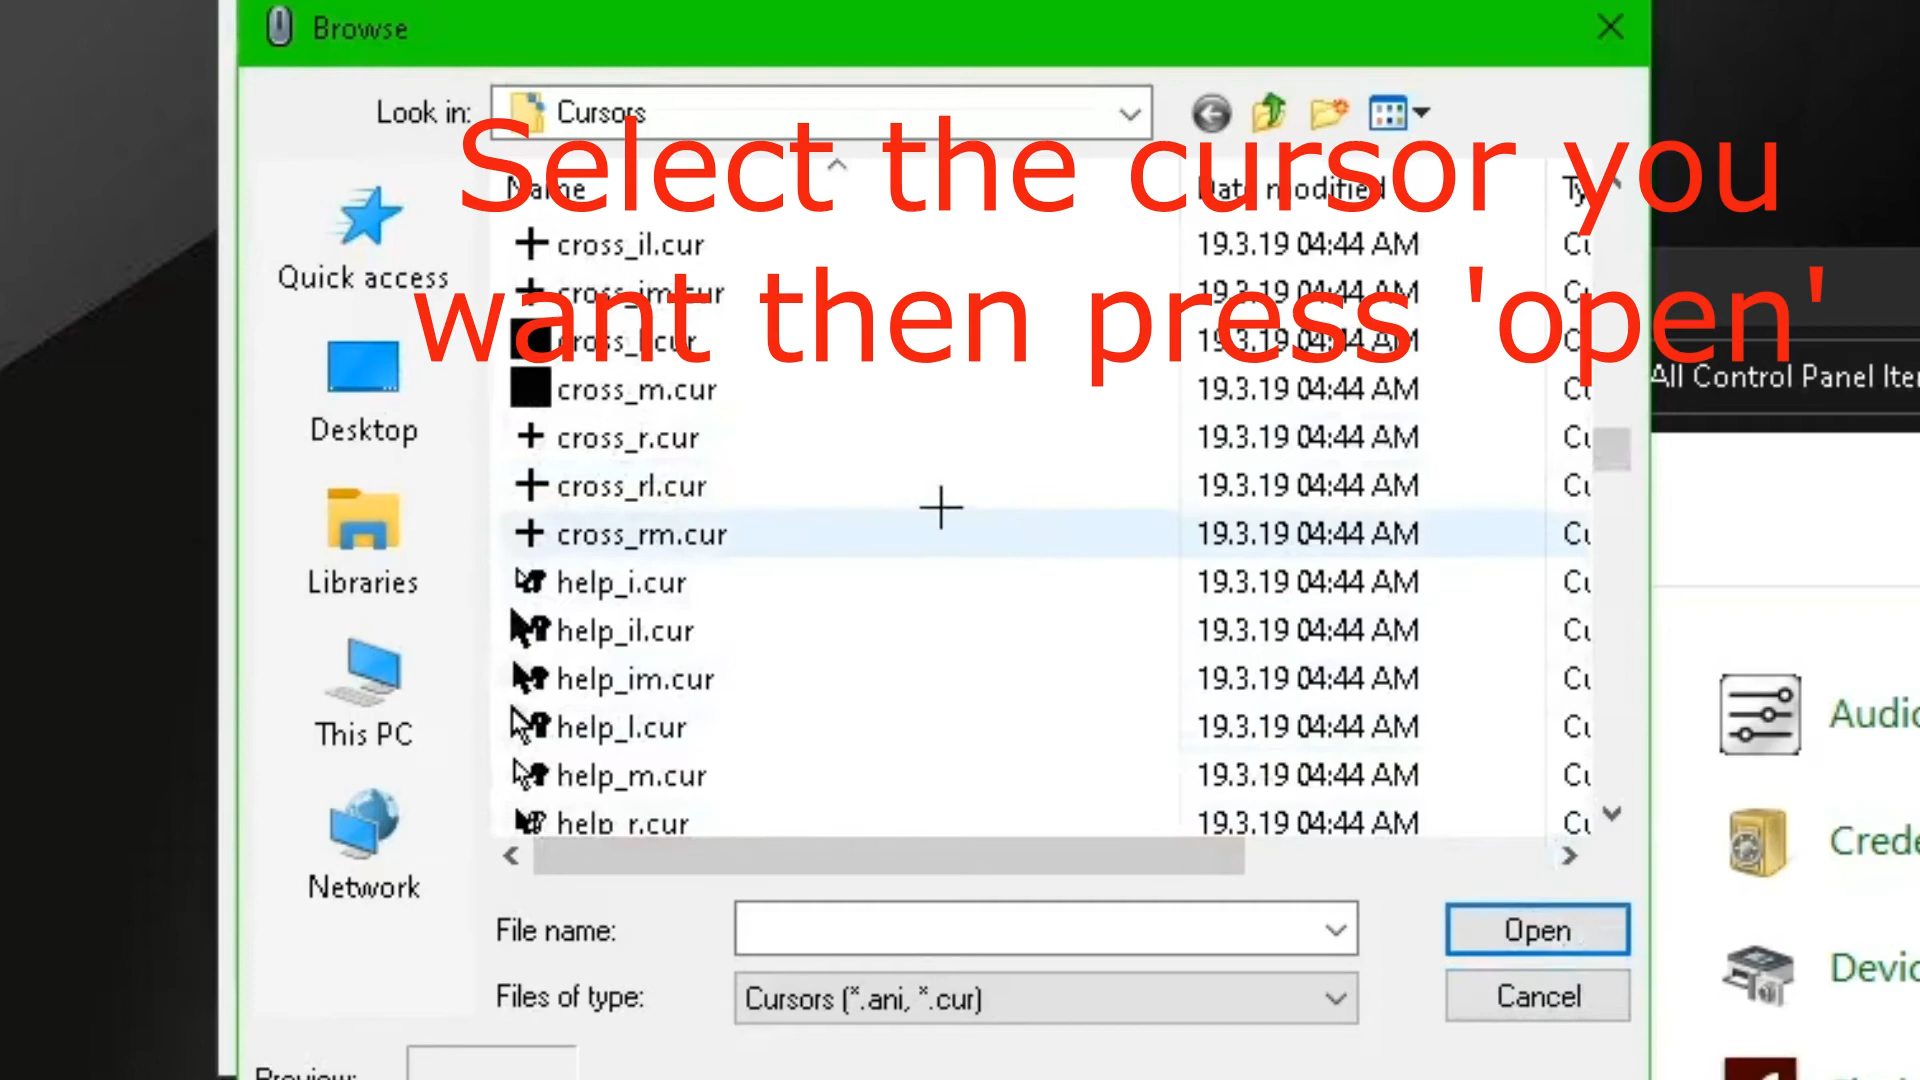 Browse
Look in: Cursors
Select the cursor you
want then press 'open'
Name Date modified Ty
cross_il.cur 19.3.19 04:44 AM Cu
cross_im.cur 19.3.19 04:44 AM Cu
cross_l.cur 19.3.19 04:44 AM Cu
cross_m.cur 19.3.19 04:44 AM Cu
cross_r.cur 19.3.19 04:44 AM Cu
cross_rl.cur 19.3.19 04:44 AM Cu
cross_rm.cur 19.3.19 04:44 AM Cu
help_i.cur 19.3.19 04:44 AM Cu
help_il.cur 19.3.19 04:44 AM Cu
help_im.cur 19.3.19 04:44 AM Cu
help_l.cur 19.3.19 04:44 AM Cu
help_m.cur 19.3.19 04:44 AM Cu
help_r.cur 19.3.19 04:44 AM Cu
Quick access
Desktop
Libraries
This PC
Network
File name:
Open
Files of type: Cursors (*.ani, *.cur)
Cancel
Preview:
All Control Panel Iter
Audio
Crede
Devic